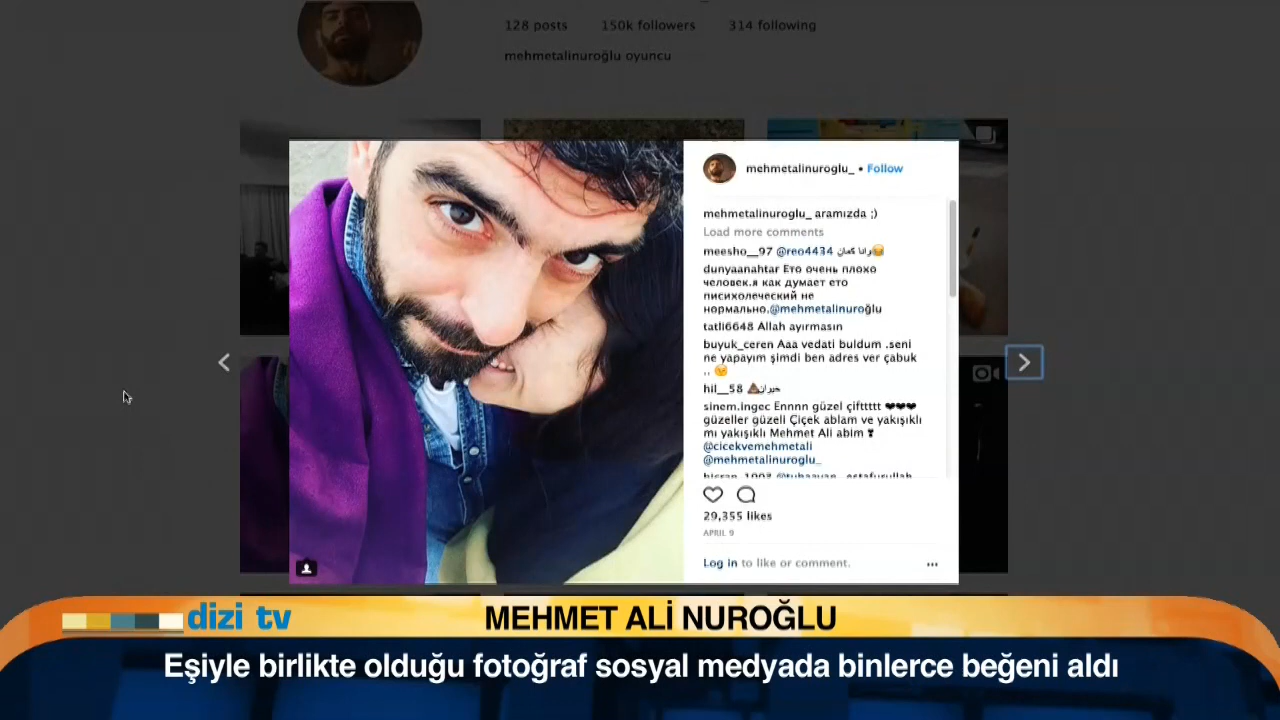 128 posts 150k followers 314 following
mehmetalinuroğlu oyuncu
mehmetalinuroglu_ • Follow
mehmetalinuroglu_ aramızda ;)
Load more comments
meesho__97 @reo4434 وانا كمان😖
dunyaanahtar Ето очень плохо
человек.я как думает ето
писихолеческий не
нормально.@mehmetalinuroğlu
tatli6648 Allah ayırmasın
buyuk_ceren Aaa vedati buldum .seni
ne yapayım şimdi ben adres ver çabuk
.. 😉
hil__58 💩حيران
sinem.ingec Ennnn güzel çifttttt ❤❤❤
güzeller güzeli Çiçek ablam ve yakışıklı
mı yakışıklı Mehmet Ali abim ❣
@cicekvemehmetali
@mehmetalinuroglu_
29,355 likes
APRIL 9
Log in to like or comment.
dizi tv
MEHMET ALİ NUROĞLU
Eşiyle birlikte olduğu fotoğraf sosyal medyada binlerce beğeni aldı